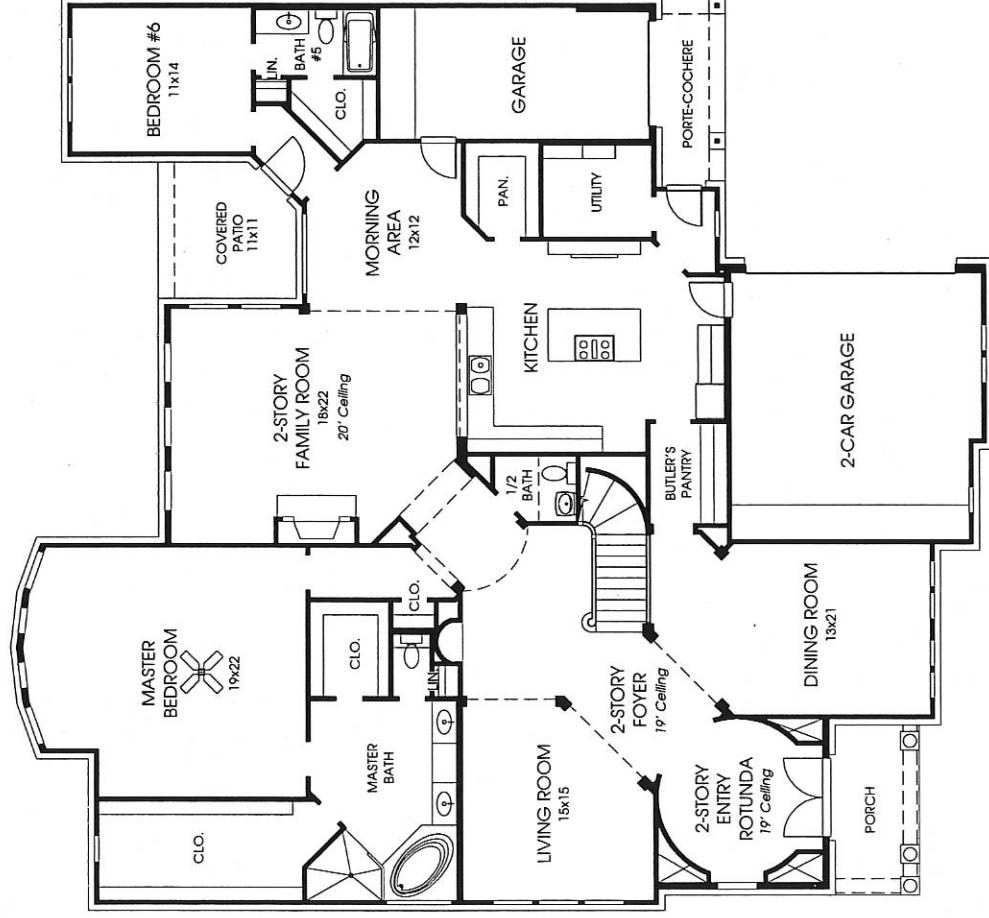 BEDROOM #6
11x14
LIN.
BATH
#5
CLO.
GARAGE
PORTE-COCHERE
COVERED
PATIO
11x11
MORNING
AREA
12x12
PAN.
UTILITY
2-STORY
FAMILY ROOM
18x22
20' Ceiling
KITCHEN
2-CAR GARAGE
1/2
BATH
BUTLER'S
PANTRY
MASTER
BEDROOM
19x22
CLO.
CLO.
LIN.
MASTER
BATH
CLO.
LIVING ROOM
15x15
2-STORY
FOYER
19' Ceiling
DINING ROOM
13x21
2-STORY
ENTRY
ROTUNDA
19' Ceiling
PORCH